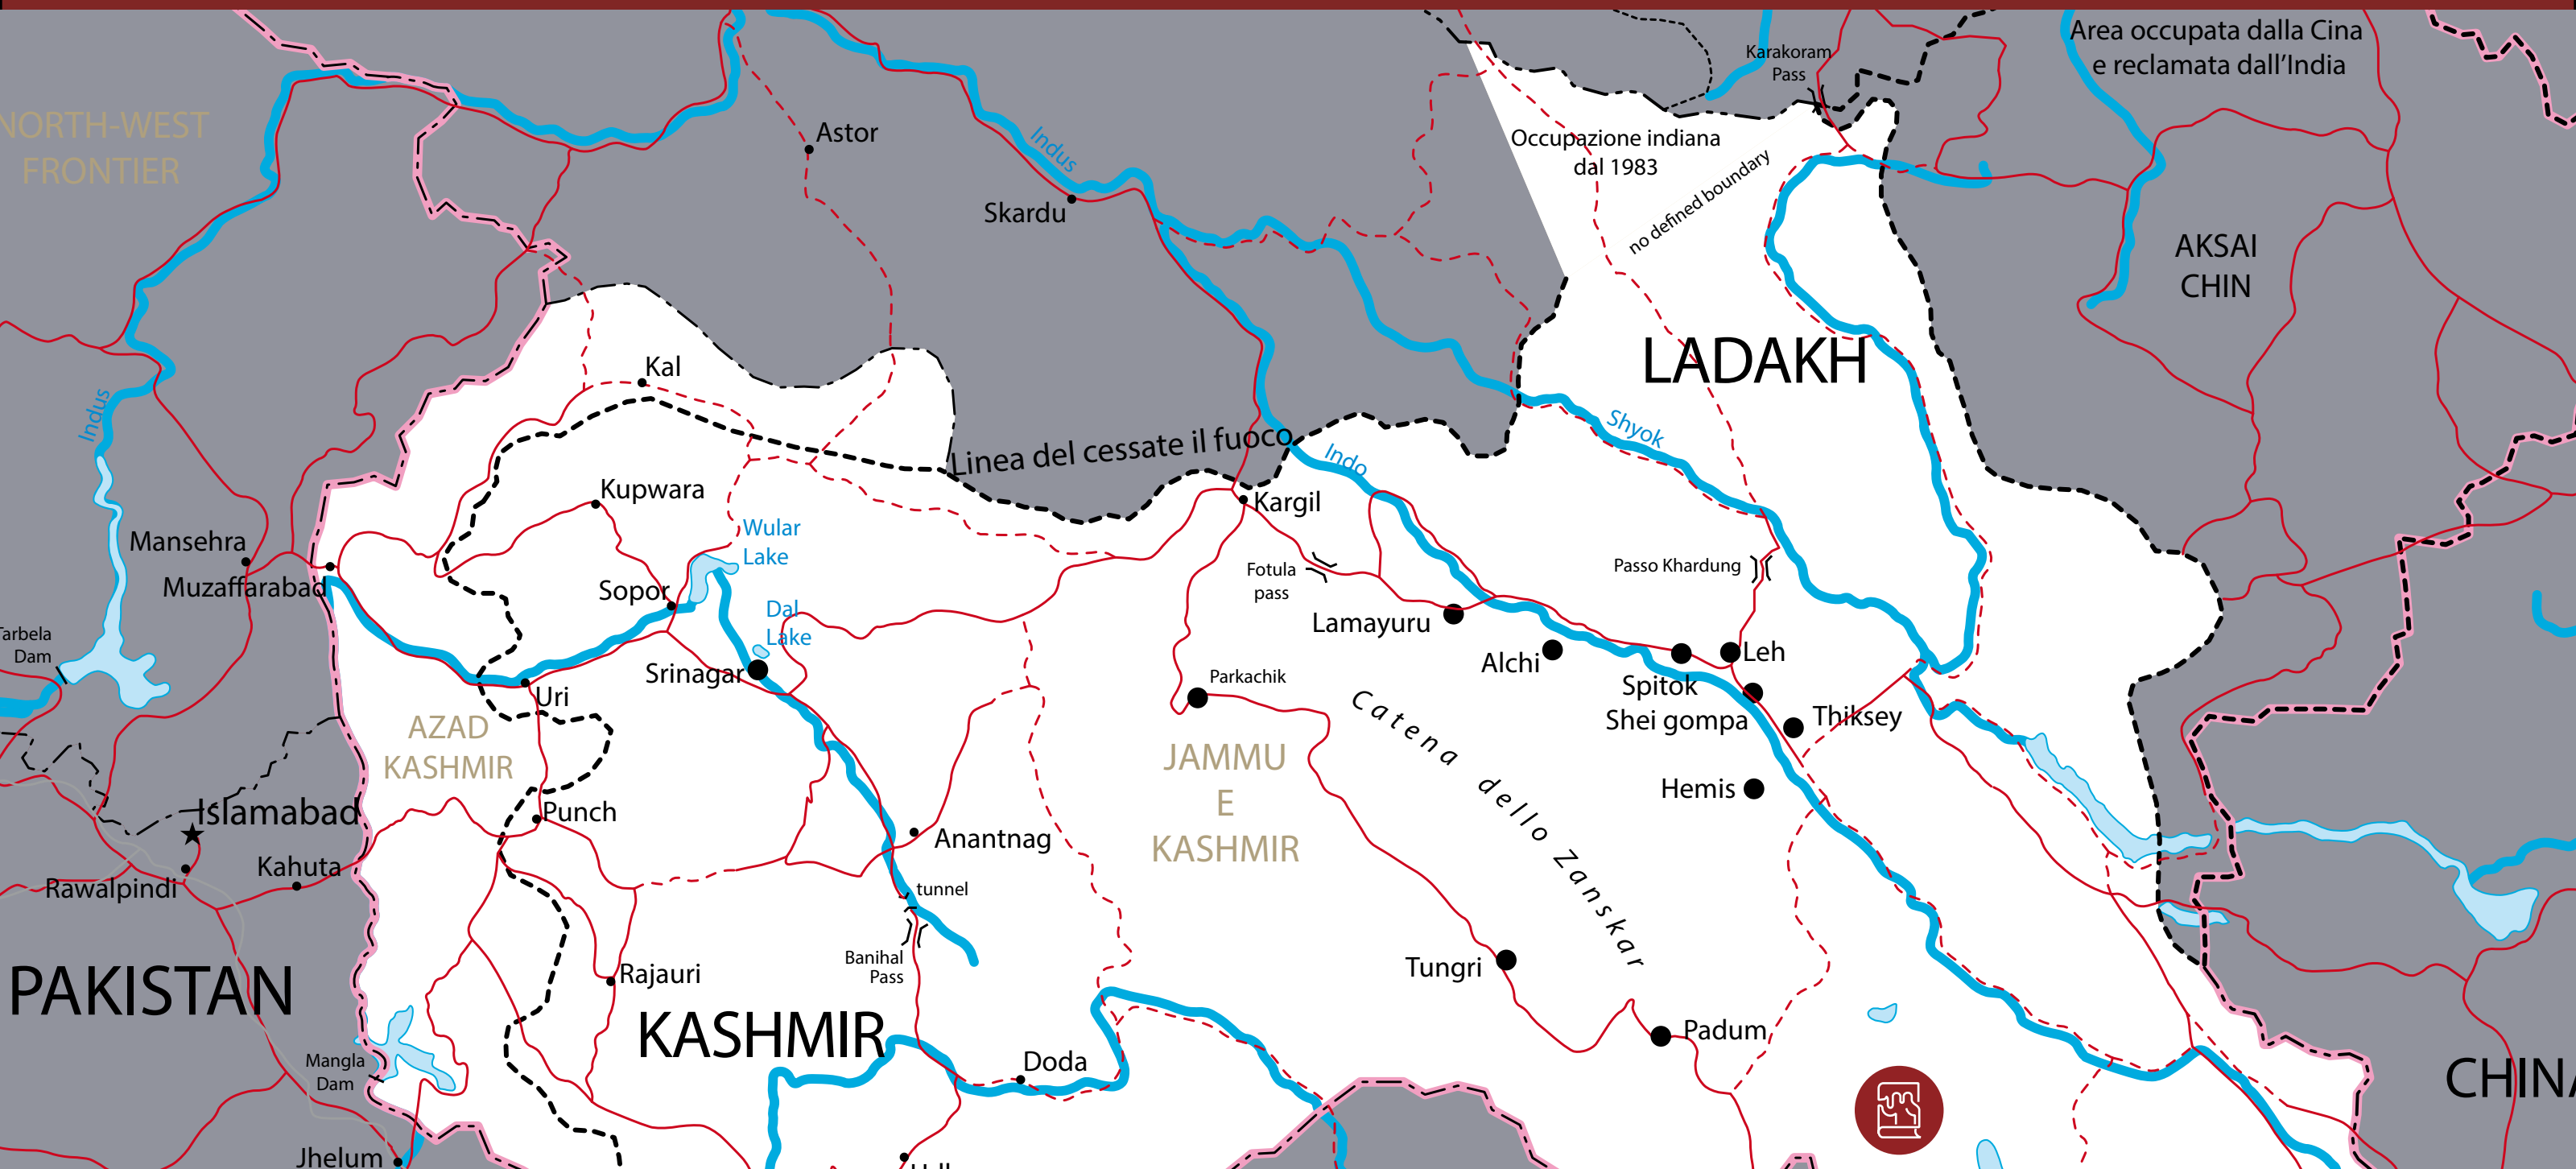 Area occupata dalla Cina
e reclamata dall'India
Karakoram
Pass
NORTH-WEST
FRONTIER
Astor
Indus
Occupazione indiana
dal 1983
no defined boundary
Skardu
AKSAI
CHIN
LADAKH
Kal
Indus
Linea del cessate il fuoco
Indo
Shyok
Kupwara
Kargil
Wular
Lake
Mansehra
Muzaffarabad
Fotula
pass
Passo Khardung
Sopor
Dal
Lake
Lamayuru
Tarbela
Dam
Srinagar
Alchi
Leh
Uri
Parkachik
Spitok
Shei gompa
Thiksey
AZAD
KASHMIR
JAMMU
E
KASHMIR
Catena dello Zanskar
Hemis
Islamabad
Punch
Anantnag
Kahuta
Rawalpindi
tunnel
Banihal
Pass
Rajauri
Tungri
PAKISTAN
KASHMIR
Padum
Mangla
Dam
Doda
CHINA
Jhelum